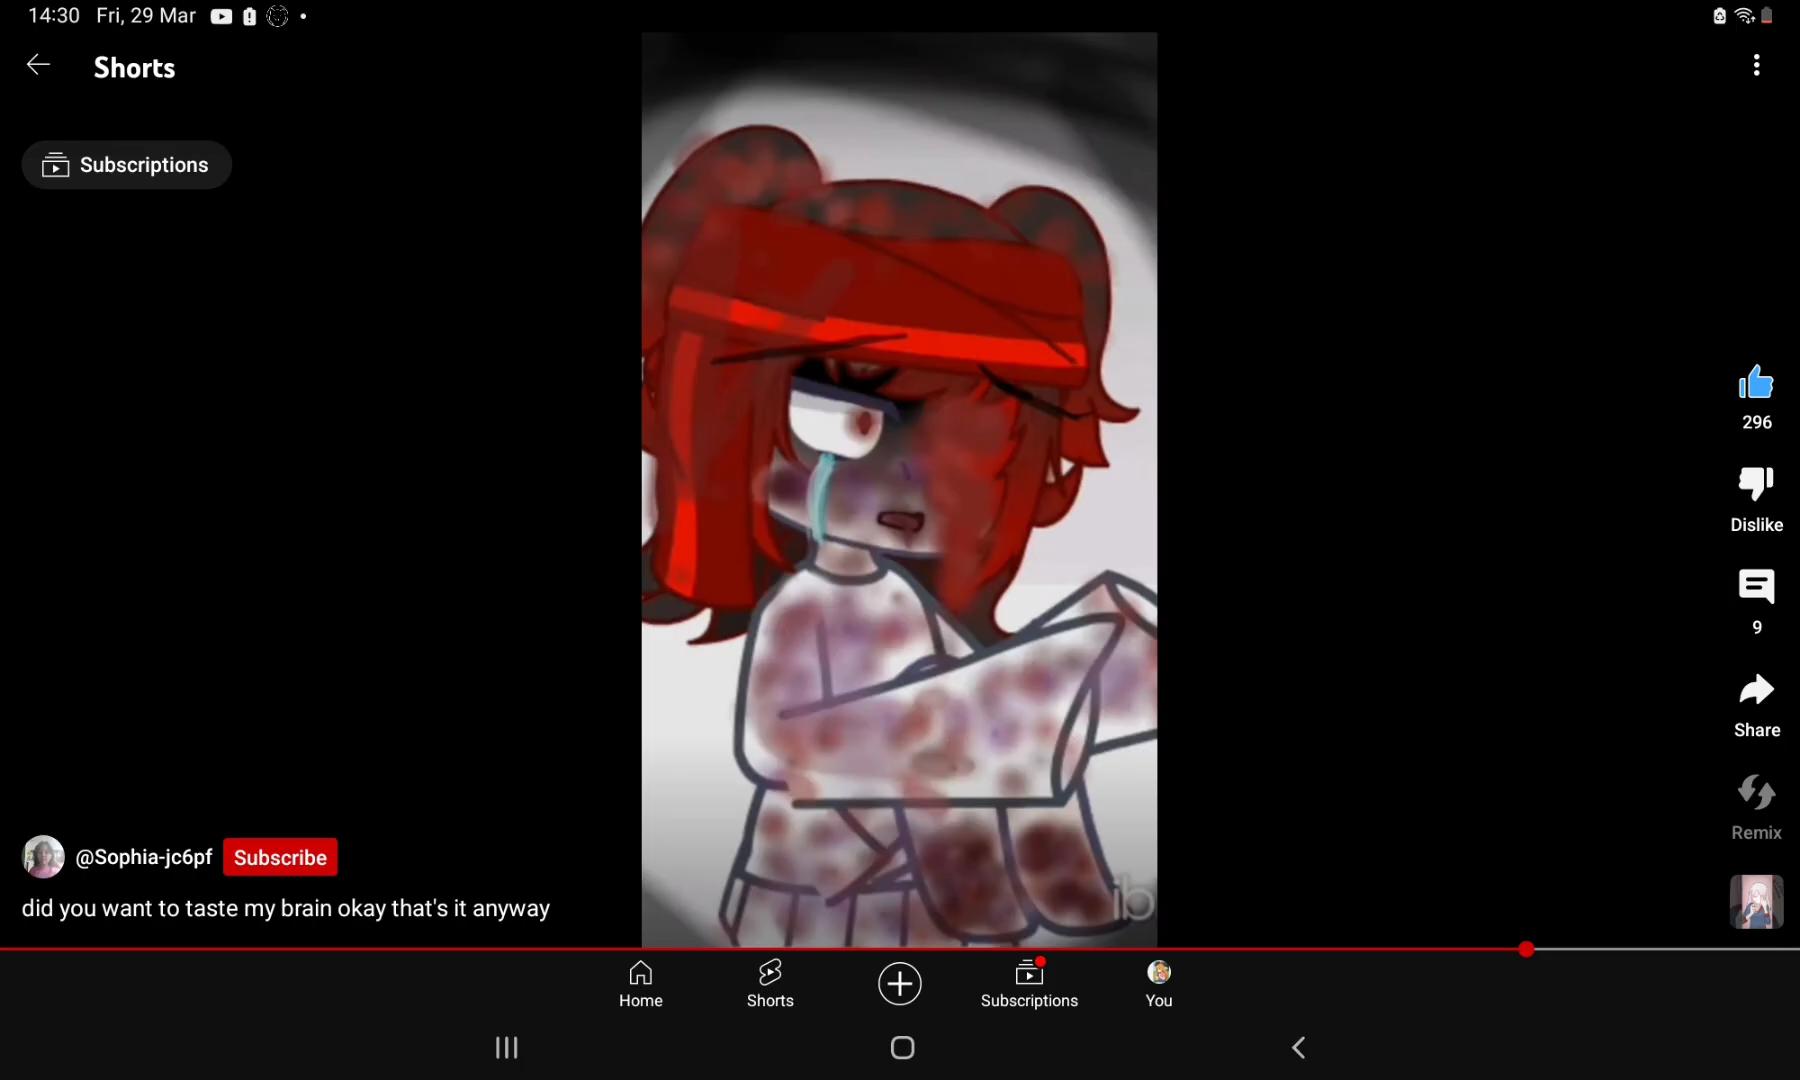 14:30 Fri, 29 Mar
Shorts
Subscriptions
296
Dislike
9
Share
Remix
@Sophia-jc6pf Subscribe
did you want to taste my brain okay that's it anyway
ib
Home Shorts Subscriptions You